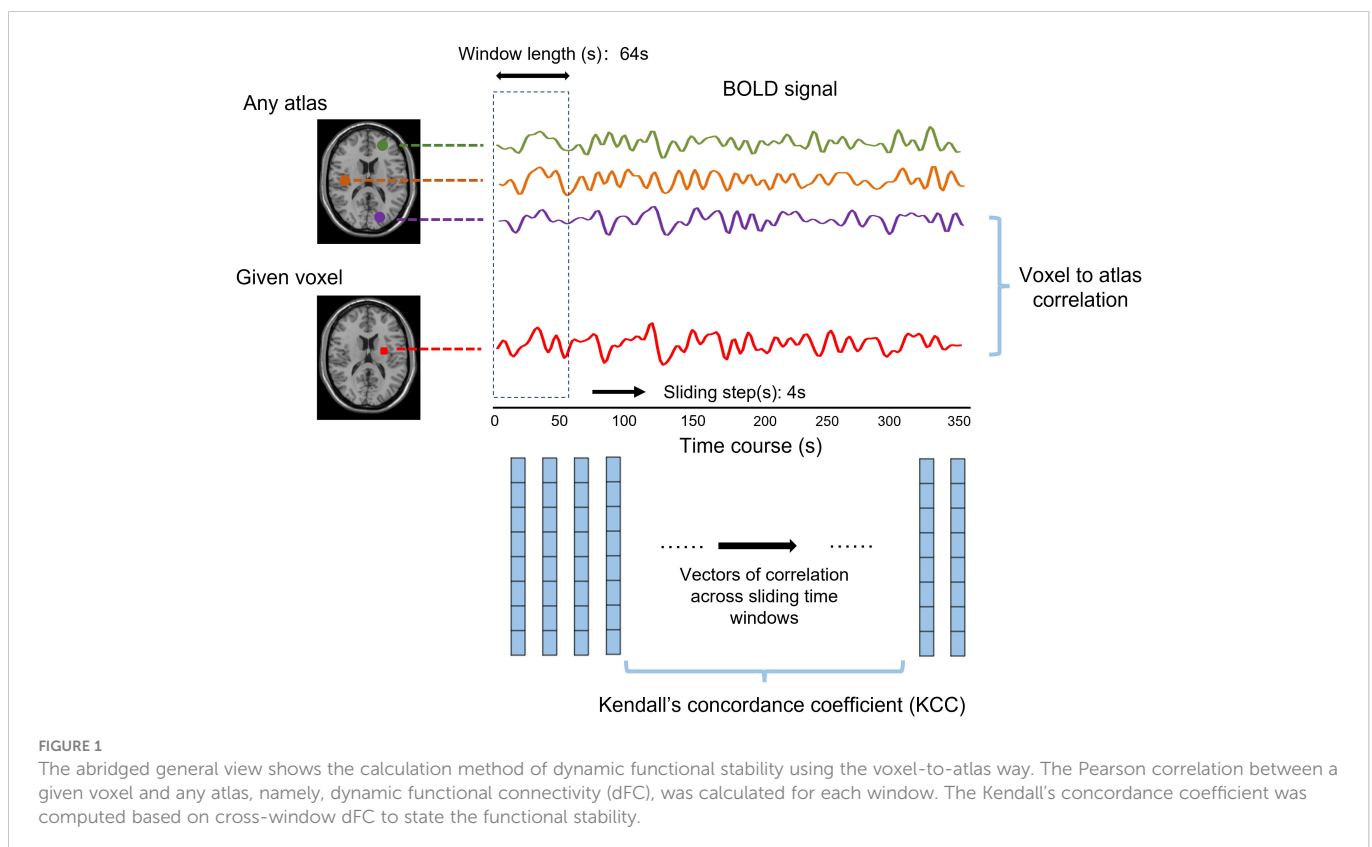 Window length (s): 64s
BOLD signal
Any atlas
Given voxel
Voxel to atlas
correlation
Sliding step(s): 4s
0 50 100 150 200 250 300 350
Time course (s)
...... ......
Vectors of correlation
across sliding time
windows
Kendall's concordance coefficient (KCC)
FIGURE 1
The abridged general view shows the calculation method of dynamic functional stability using the voxel-to-atlas way. The Pearson correlation between a
given voxel and any atlas, namely, dynamic functional connectivity (dFC), was calculated for each window. The Kendall's concordance coefficient was
computed based on cross-window dFC to state the functional stability.